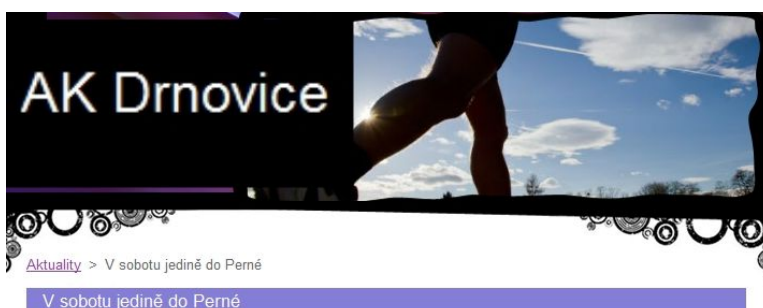 AK Drnovice
Aktuality > V sobotu jedině do Perné
V sobotu jedině do Perné